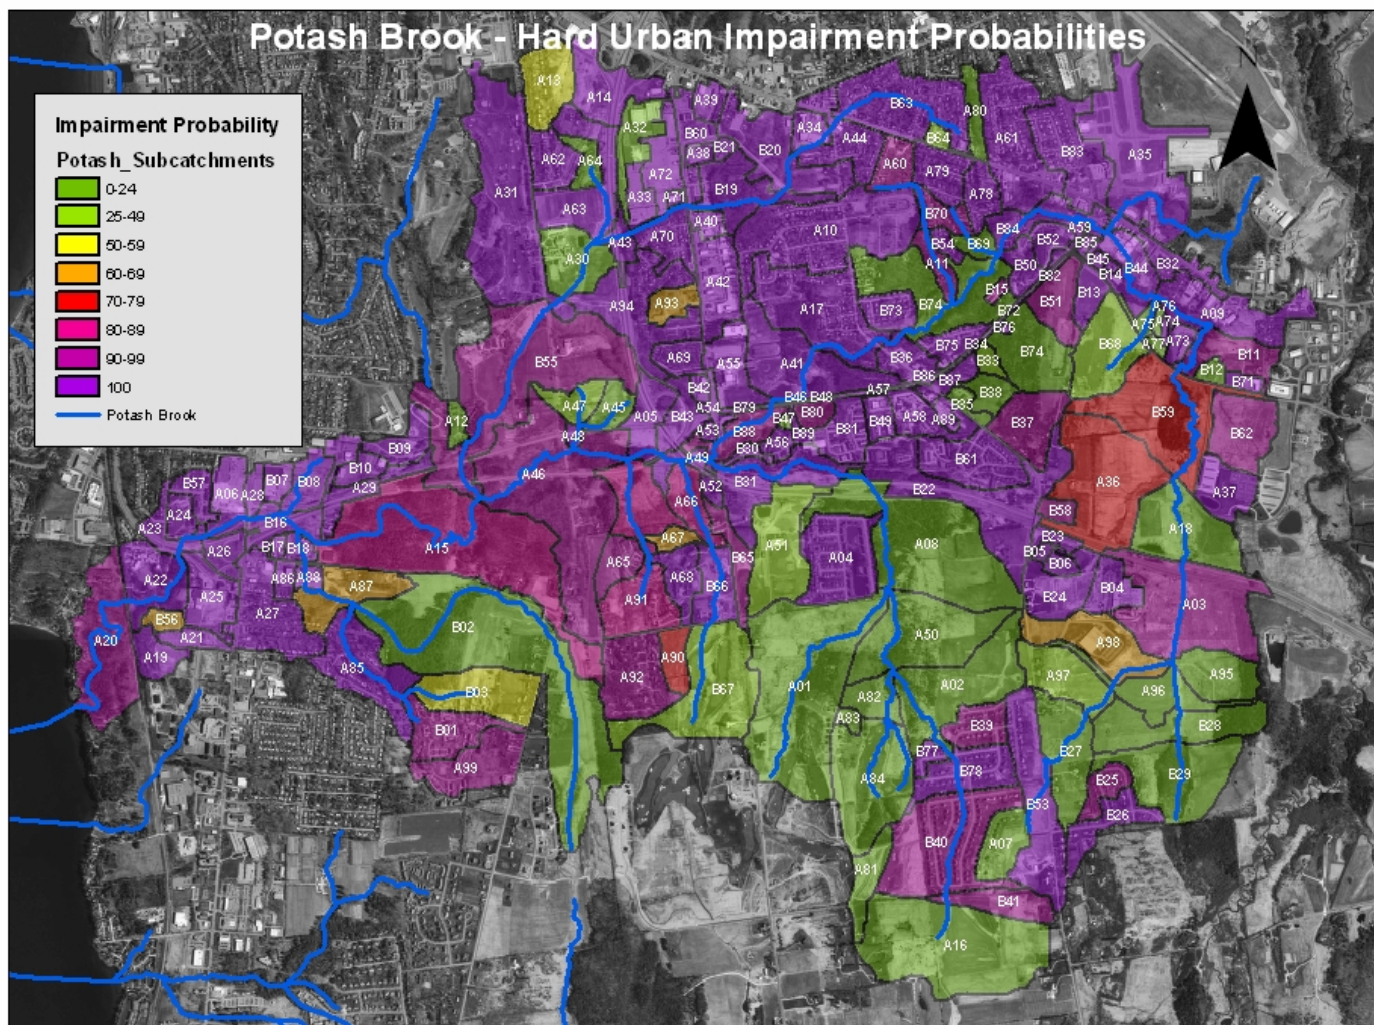 Potash Brook - Hard Urban Impairment Probabilities
N
Impairment Probability
Potash_Subcatchments
0-24
25-49
50-59
60-69
70-79
80-89
90-99
100
Potash Brook
A13
A14
A39
B63
A80
A32
B60
A34
A44
B64
A61
B83
A35
A62
A64
A38
B21
B20
A60
A79
A31
A72
B19
A78
A63
A33
A71
B70
A40
A43
A70
A10
B54
B69
B84
A59
B52
B85
A30
A11
B50
B45
B44
B32
B82
B14
A42
B15
B13
A94
A93
A17
B73
B74
B72
B51
A76
A09
B76
A75
A74
B75
B34
B68
A77
A73
B55
A69
A55
A41
B36
B33
B74
B11
B12
B86
B87
B71
B42
A57
B38
A47
A45
A54
B79
B46
B48
B35
B59
A12
A05
B43
B47
B80
A58
A89
B37
A53
B88
B89
B81
B49
B62
A48
A56
B30
B09
A49
B61
B10
A46
B31
A36
B57
B07
B08
A29
A52
B22
A37
A06
A28
A66
A24
B58
A23
B16
A18
A67
B23
A26
B17
B18
A15
A51
A08
B05
A65
B65
A04
B06
A22
A86
A88
A87
A68
B66
B24
B04
A25
A91
A03
A27
B56
B02
A50
A20
A21
A98
A19
A90
A85
A92
B67
A01
A97
A95
B03
A82
A02
A96
A83
B01
B39
B28
B77
B27
A99
A84
B78
B29
B25
B53
B26
B40
A07
A81
B41
A16